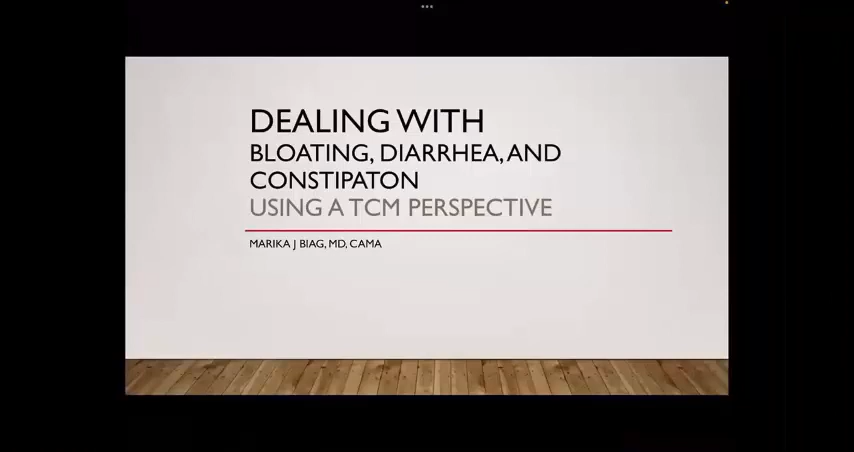 DEALING WITH
BLOATING, DIARRHEA, AND
CONSTIPATON
USING A TCM PERSPECTIVE
MARIKA J BIAG, MD, CAMA